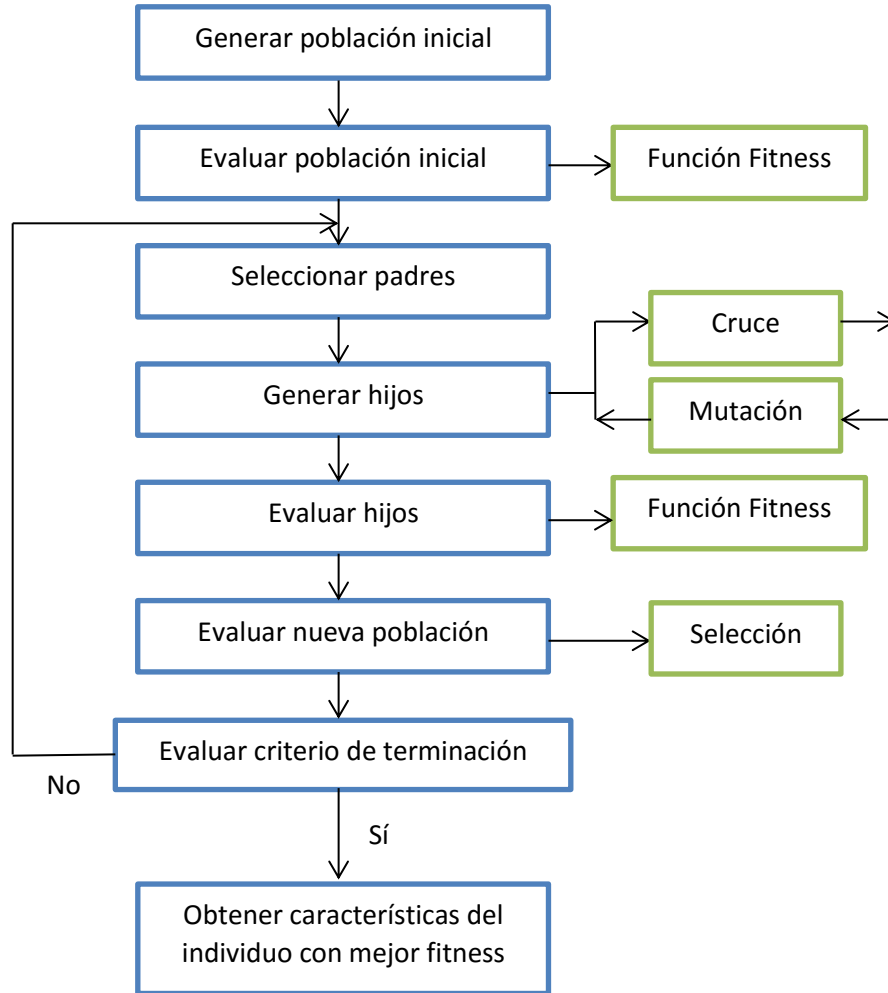 Generar población inicial
Evaluar población inicial
Función Fitness
Seleccionar padres
Cruce
Generar hijos
Mutación
Evaluar hijos
Función Fitness
Evaluar nueva población
Selección
Evaluar criterio de terminación
No
Sí
Obtener característícas del
individuo con mejor fitness